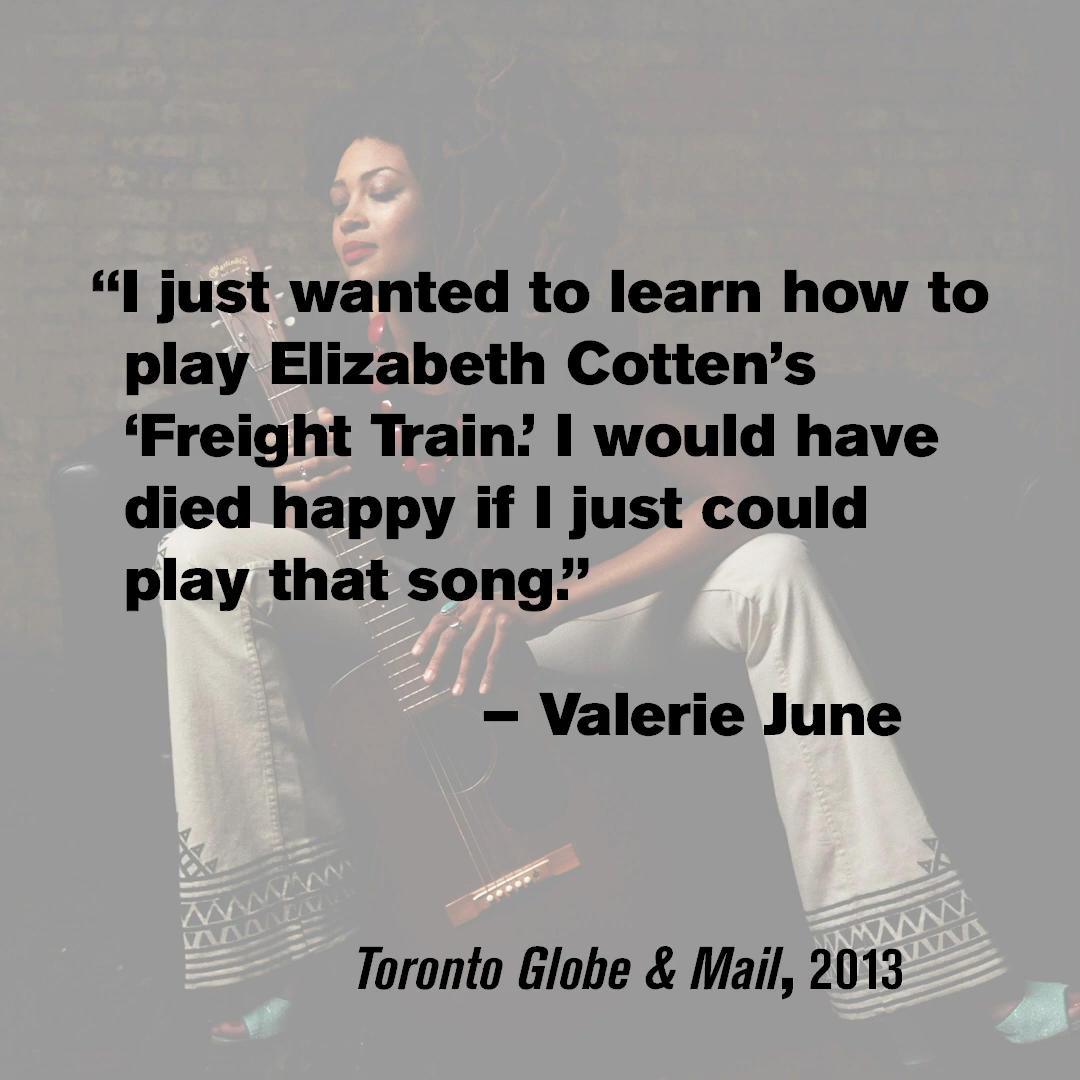 “I just wanted to learn how to
play Elizabeth Cotten’s
‘Freight Train.’ I would have
died happy if I just could
play that song.”
– Valerie June
Toronto Globe & Mail, 2013